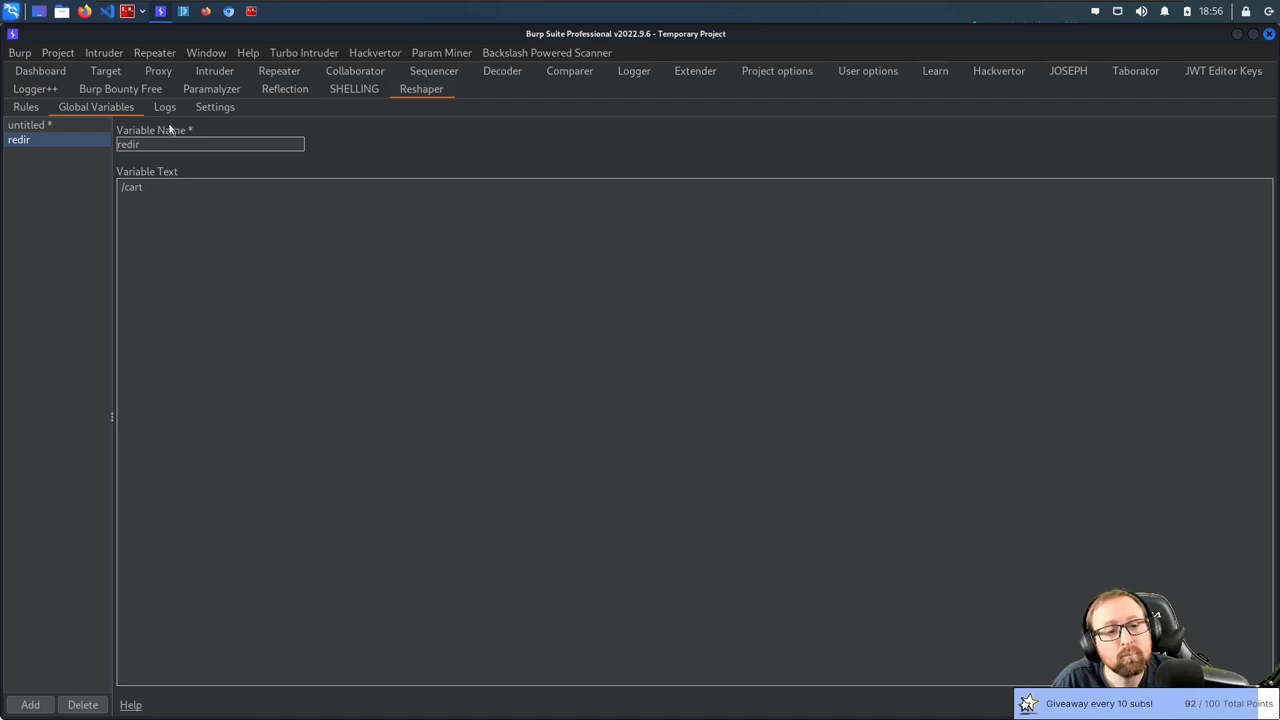 18:56
Burp Suite Professional v2022.9.6 - Temporary Project
Burp Project Intruder Repeater Window Help Turbo Intruder Hackvertor Param Miner Backslash Powered Scanner
Dashboard Target Proxy Intruder Repeater Collaborator Sequencer Decoder Comparer Logger Extender Project options User options Learn Hackvertor JOSEPH Taborator JWT Editor Keys
Logger++ Burp Bounty Free Paramalyzer Reflection SHELLING Reshaper
Rules Global Variables Logs Settings
untitled *
redir
Variable Name *
redir
Variable Text
/cart
Add Delete Help
Giveaway every 10 subs! 92 / 100 Total Points